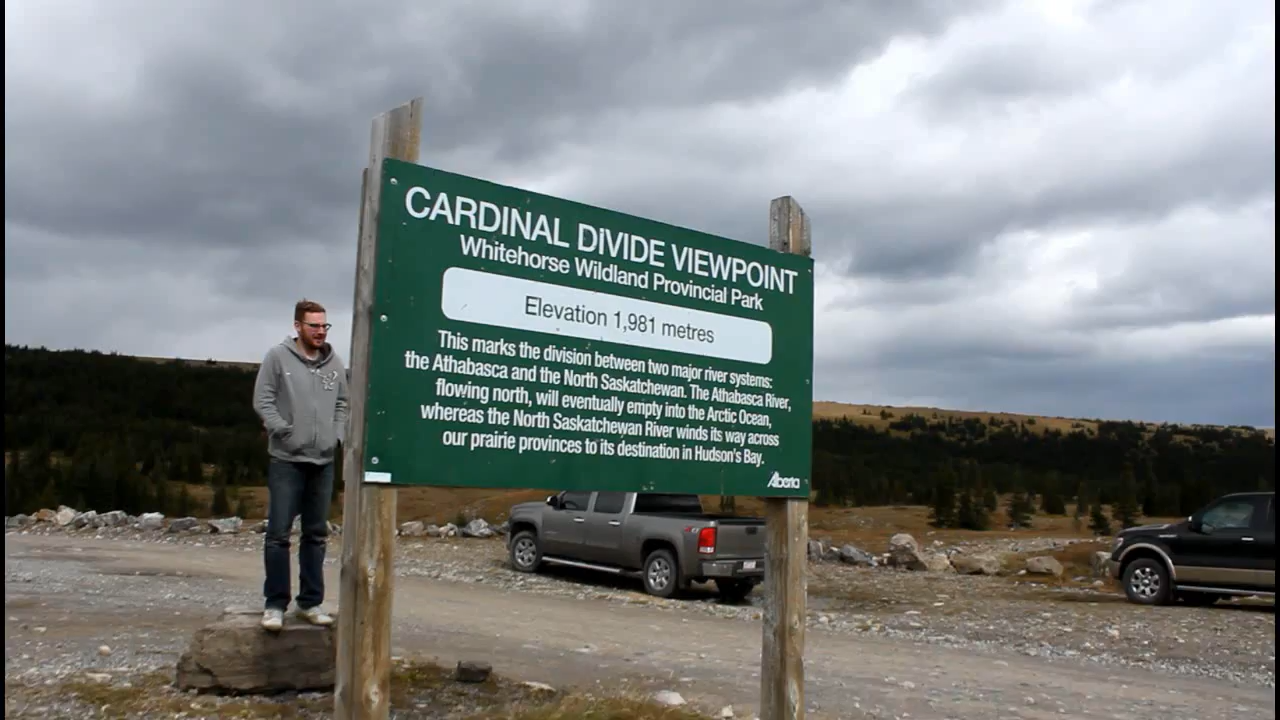 CARDINAL DIVIDE VIEWPOINT
Whitehorse Wildland Provincial Park
Elevation 1,981 metres
This marks the division between two major river systems:
the Athabasca and the North Saskatchewan. The Athabasca River,
flowing north, will eventually empty into the Arctic Ocean,
whereas the North Saskatchewan River winds its way across
our prairie provinces to its destination in Hudson's Bay.
Alberta